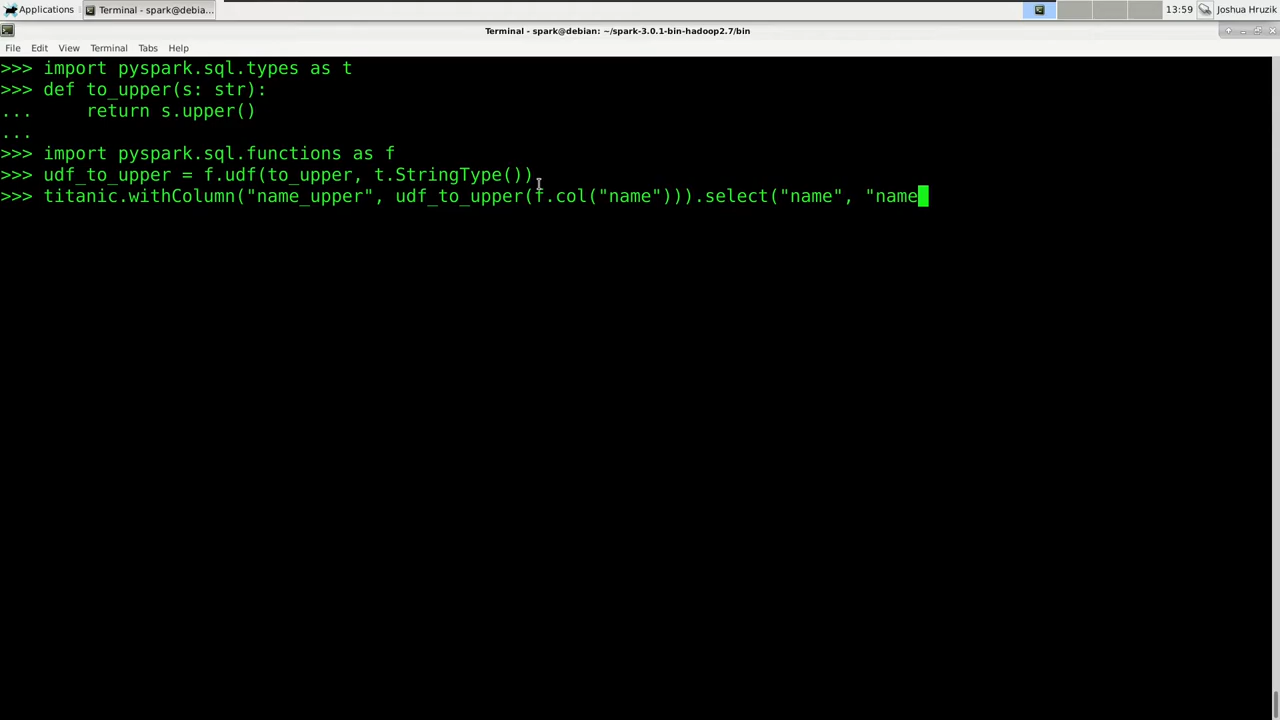 Applications
Terminal - spark@debia...
13:59
Joshua Hruzik
Terminal - spark@debian: ~/spark-3.0.1-bin-hadoop2.7/bin
File Edit View Terminal Tabs Help
>>> import pyspark.sql.types as t
>>> def to_upper(s: str):
...     return s.upper()
...
>>> import pyspark.sql.functions as f
>>> udf_to_upper = f.udf(to_upper, t.StringType())
>>> titanic.withColumn("name_upper", udf_to_upper(f.col("name"))).select("name", "name